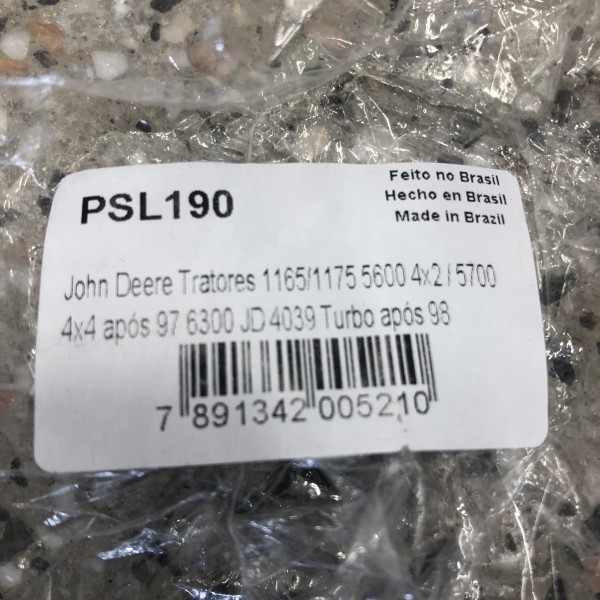 PSL190
Feito no Brasil
Hecho en Brasil
Made in Brazil
John Deere Tratores 1165/1175 5600 4x2 / 5700
4x4 após 97 6300 JD 4039 Turbo após 98
7 891342 005210